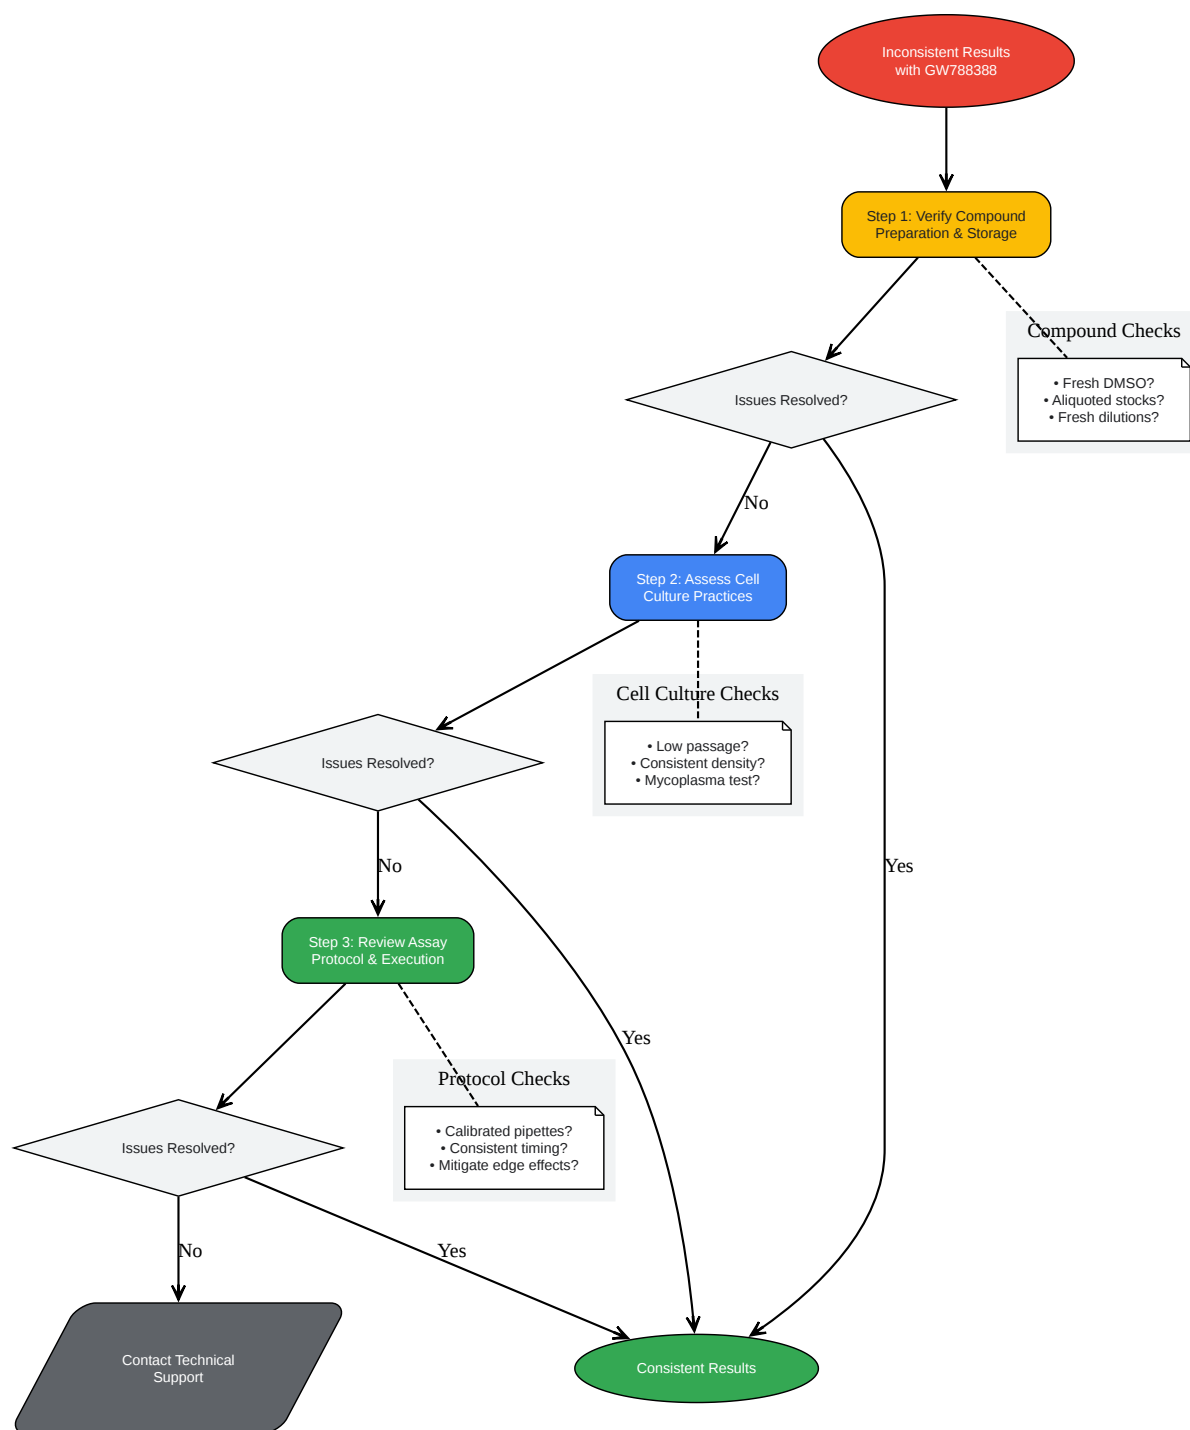 Inconsistent Results
with GW788388
Step 1: Verify Compound
Preparation & Storage
Compound Checks
• Fresh DMSO?
• Aliquoted stocks?
• Fresh dilutions?
Issues Resolved?
No
Step 2: Assess Cell
Culture Practices
Cell Culture Checks
• Low passage?
• Consistent density?
• Mycoplasma test?
Issues Resolved?
No
Yes
Step 3: Review Assay
Protocol & Execution
Yes
Protocol Checks
• Calibrated pipettes?
• Consistent timing?
• Mitigate edge effects?
Issues Resolved?
No
Yes
Contact Technical
Support
Consistent Results